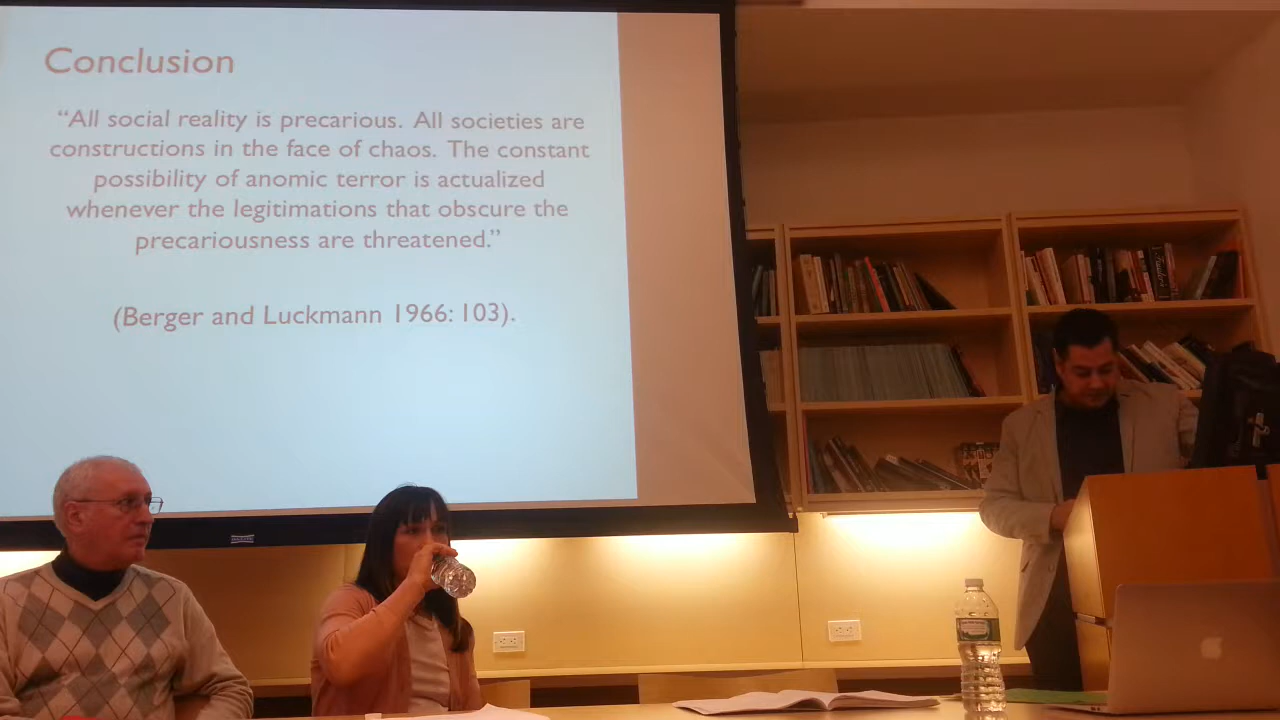 Conclusion
“All social reality is precarious. All societies are
constructions in the face of chaos. The constant
possibility of anomic terror is actualized
whenever the legitimations that obscure the
precariousness are threatened.”
(Berger and Luckmann 1966: 103).